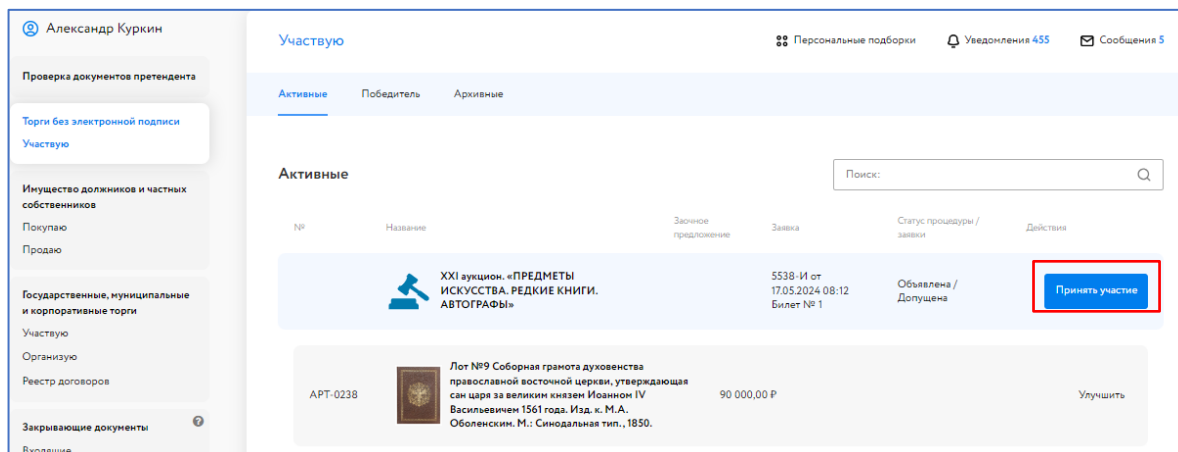 Александр Куркин
Проверка документов претендента
Торги без электронной подписи
Участвую
Имущество должников и частных
собственников
Покупаю
Продаю
Государственные, муниципальные
и корпоративные торги
Участвую
Организую
Реестр договоров
Закрывающие документы ?
Входящие
Участвую
Персональные подборки
Уведомления 455
Сообщения 5
Активные Победитель Архивные
Активные
Поиск:
№ Название Заочное предложение Заявка Статус процедуры / заявки Действия
XXI аукцион. «ПРЕДМЕТЫ
ИСКУССТВА. РЕДКИЕ КНИГИ.
АВТОГРАФЫ»
5538-И от
17.05.2024 08:12
Билет № 1
Объявлена /
Допущена
Принять участие
АРТ-0238
Лот №9 Соборная грамота духовенства
православной восточной церкви, утверждающая
сан царя за великим князем Иоанном IV
Васильевичем 1561 года. Изд. к. М.А.
Оболенским. М.: Синодальная тип., 1850.
90 000,00 ₽
Улучшить